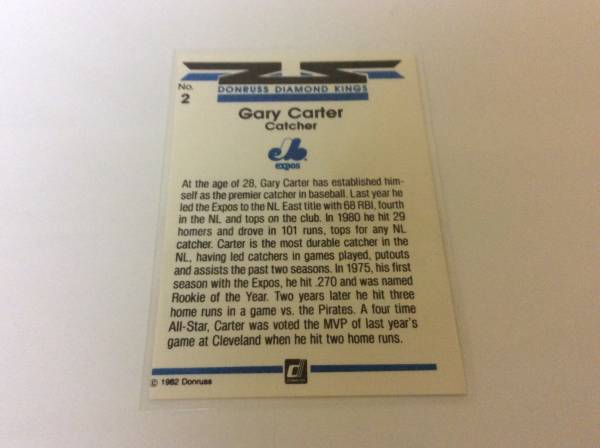 No.
2
DONRUSS DIAMOND KINGS
Gary Carter
Catcher
expos
At the age of 28, Gary Carter has established him-
self as the premier catcher in baseball. Last year he
led the Expos to the NL East title with 68 RBI, fourth
in the NL and tops on the club. In 1980 he hit 29
homers and drove in 101 runs, tops for any NL
catcher. Carter is the most durable catcher in the
NL, having led catchers in games played, putouts
and assists the past two seasons. In 1975, his first
season with the Expos, he hit .270 and was named
Rookie of the Year. Two years later he hit three
home runs in a game vs. the Pirates. A four time
All-Star, Carter was voted the MVP of last year's
game at Cleveland when he hit two home runs.
© 1982 Donruss